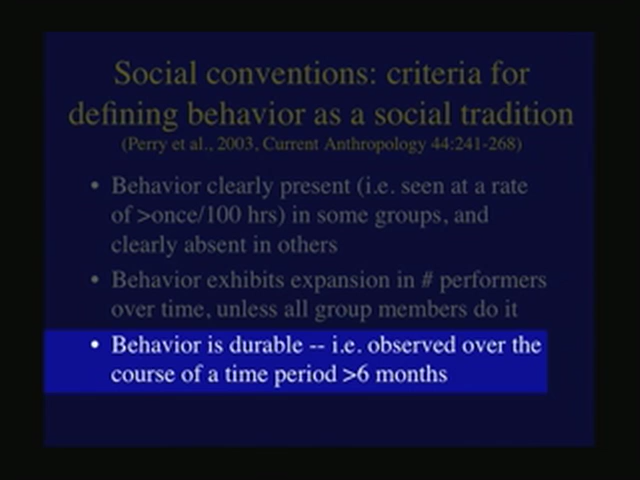 Social conventions: criteria for
defining behavior as a social tradition
(Perry et al., 2003, Current Anthropology 44:241-268)
• Behavior clearly present (i.e. seen at a rate
of >once/100 hrs) in some groups, and
clearly absent in others
• Behavior exhibits expansion in # performers
over time, unless all group members do it
• Behavior is durable -- i.e. observed over the
course of a time period >6 months